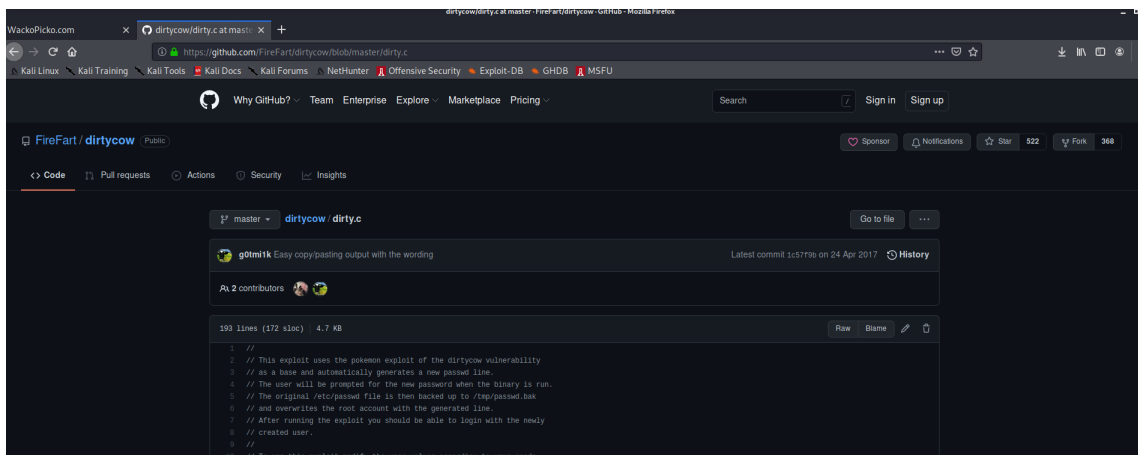 dirtycow/dirty.c at master · FireFart/dirtycow · GitHub - Mozilla Firefox
WackoPicko.com
dirtycow/dirty.c at maste
https://github.com/FireFart/dirtycow/blob/master/dirty.c
Kali Linux Kali Training Kali Tools Kali Docs Kali Forums NetHunter Offensive Security Exploit-DB GHDB MSFU
Why GitHub? Team Enterprise Explore Marketplace Pricing Search / Sign in Sign up
FireFart / dirtycow Public Sponsor Notifications Star 522 Fork 368
<> Code Pull requests Actions Security Insights
master dirtycow / dirty.c Go to file ...
g0tmi1k Easy copy/pasting output with the wording Latest commit 1c57f9b on 24 Apr 2017 History
2 contributors
193 lines (172 sloc) 4.7 KB Raw Blame
1 //
2 // This exploit uses the pokemon exploit of the dirtycow vulnerability
3 // as a base and automatically generates a new passwd line.
4 // The user will be prompted for the new password when the binary is run.
5 // The original /etc/passwd file is then backed up to /tmp/passwd.bak
6 // and overwrites the root account with the generated line.
7 // After running the exploit you should be able to login with the newly
8 // created user.
9 //